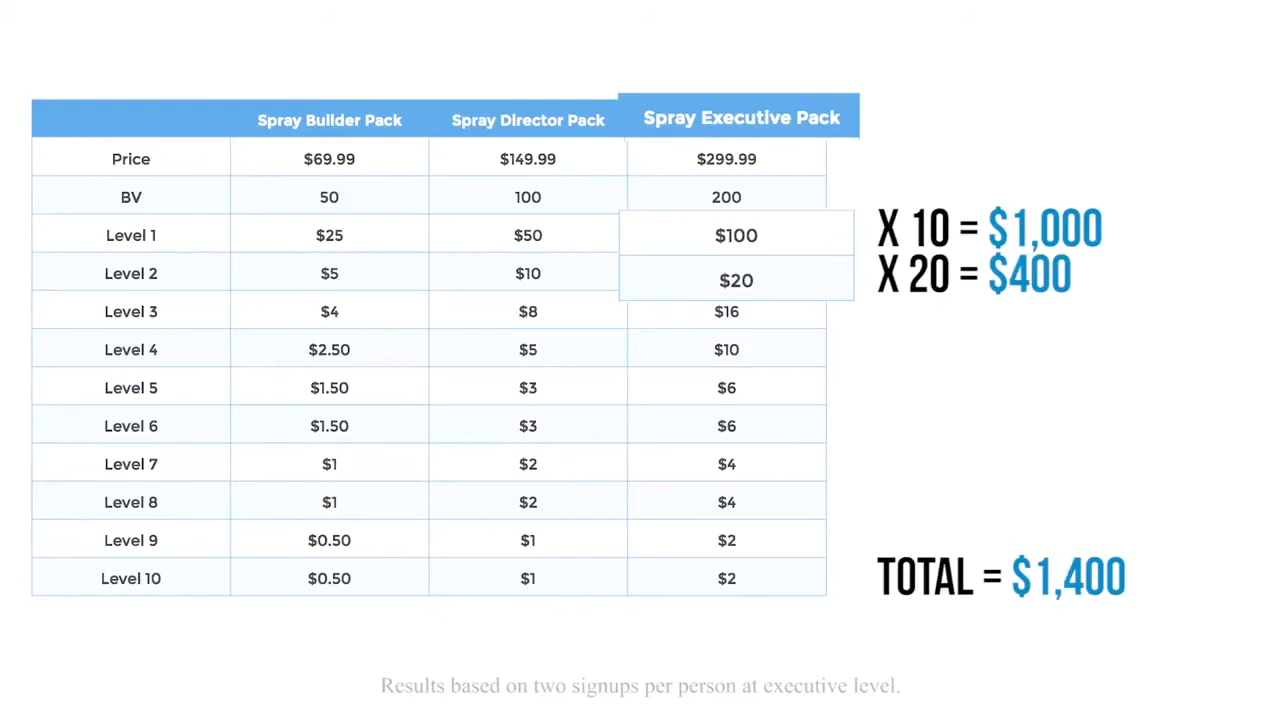 Spray Builder Pack Spray Director Pack Spray Executive Pack
Price $69.99 $149.99 $299.99
BV 50 100 200
Level 1 $25 $50 $100 X 10 = $1,000
Level 2 $5 $10 $20 X 20 = $400
Level 3 $4 $8 $16
Level 4 $2.50 $5 $10
Level 5 $1.50 $3 $6
Level 6 $1.50 $3 $6
Level 7 $1 $2 $4
Level 8 $1 $2 $4
Level 9 $0.50 $1 $2
Level 10 $0.50 $1 $2 TOTAL = $1,400
Results based on two signups per person at executive level.